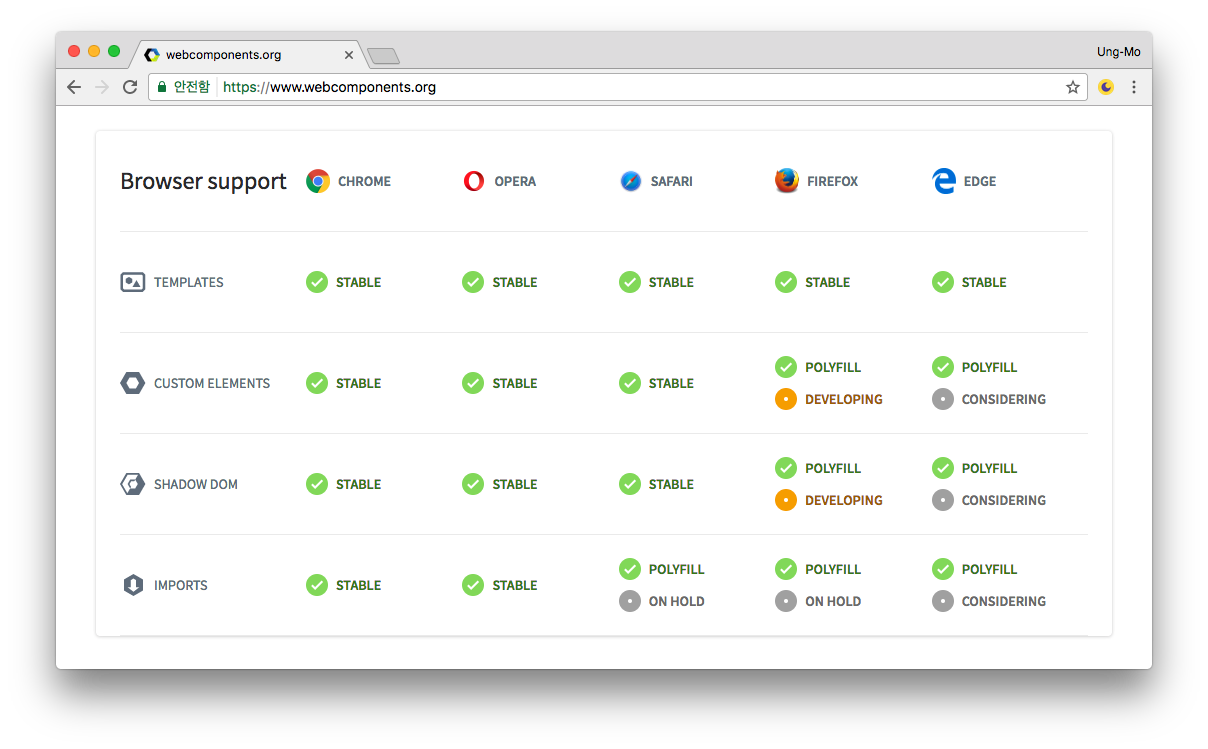 webcomponents.org
Ung-Mo
안전함 https://www.webcomponents.org
Browser support CHROME OPERA SAFARI FIREFOX EDGE
TEMPLATES STABLE STABLE STABLE STABLE STABLE
CUSTOM ELEMENTS STABLE STABLE STABLE POLYFILL POLYFILL
DEVELOPING CONSIDERING
SHADOW DOM STABLE STABLE STABLE POLYFILL POLYFILL
DEVELOPING CONSIDERING
IMPORTS STABLE STABLE POLYFILL POLYFILL POLYFILL
ON HOLD ON HOLD CONSIDERING